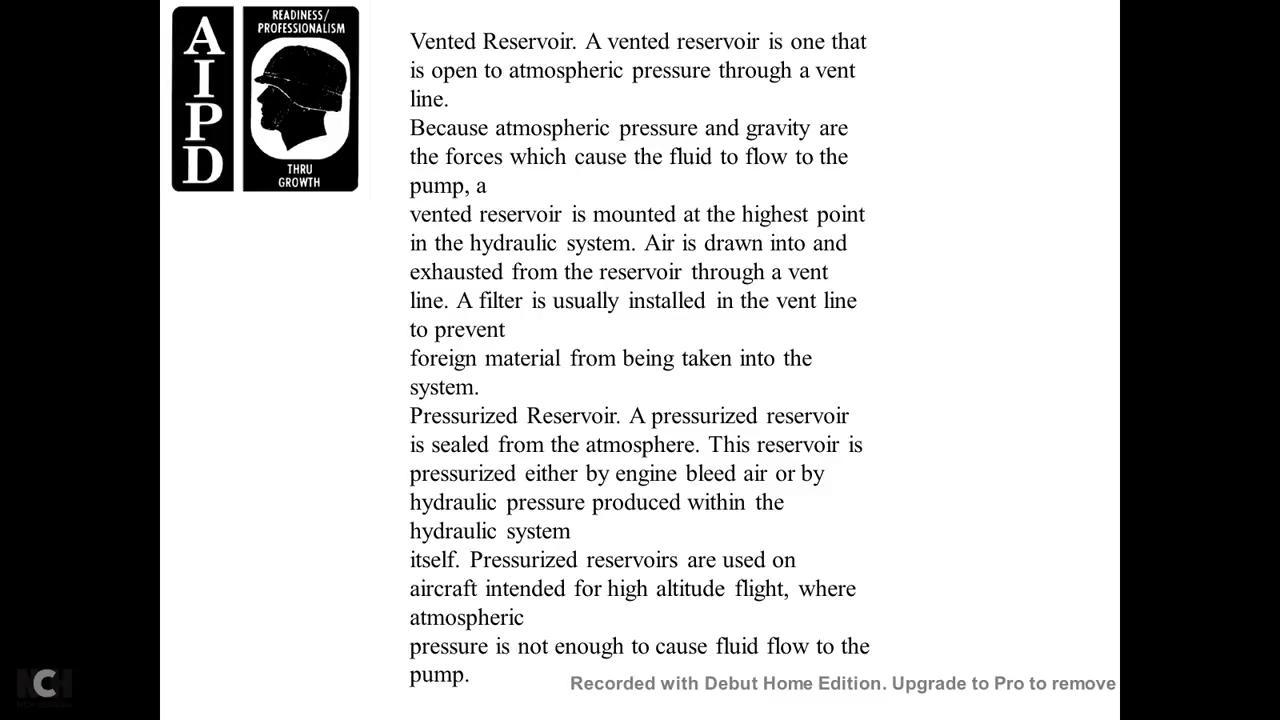 AIPD
READINESS/
PROFESSIONALISM
THRU
GROWTH
Vented Reservoir. A vented reservoir is one that
is open to atmospheric pressure through a vent
line.
Because atmospheric pressure and gravity are
the forces which cause the fluid to flow to the
pump, a
vented reservoir is mounted at the highest point
in the hydraulic system. Air is drawn into and
exhausted from the reservoir through a vent
line. A filter is usually installed in the vent line
to prevent
foreign material from being taken into the
system.
Pressurized Reservoir. A pressurized reservoir
is sealed from the atmosphere. This reservoir is
pressurized either by engine bleed air or by
hydraulic pressure produced within the
hydraulic system
itself. Pressurized reservoirs are used on
aircraft intended for high altitude flight, where
atmospheric
pressure is not enough to cause fluid flow to the
pump.
NCH
Recorded with Debut Home Edition. Upgrade to Pro to remove